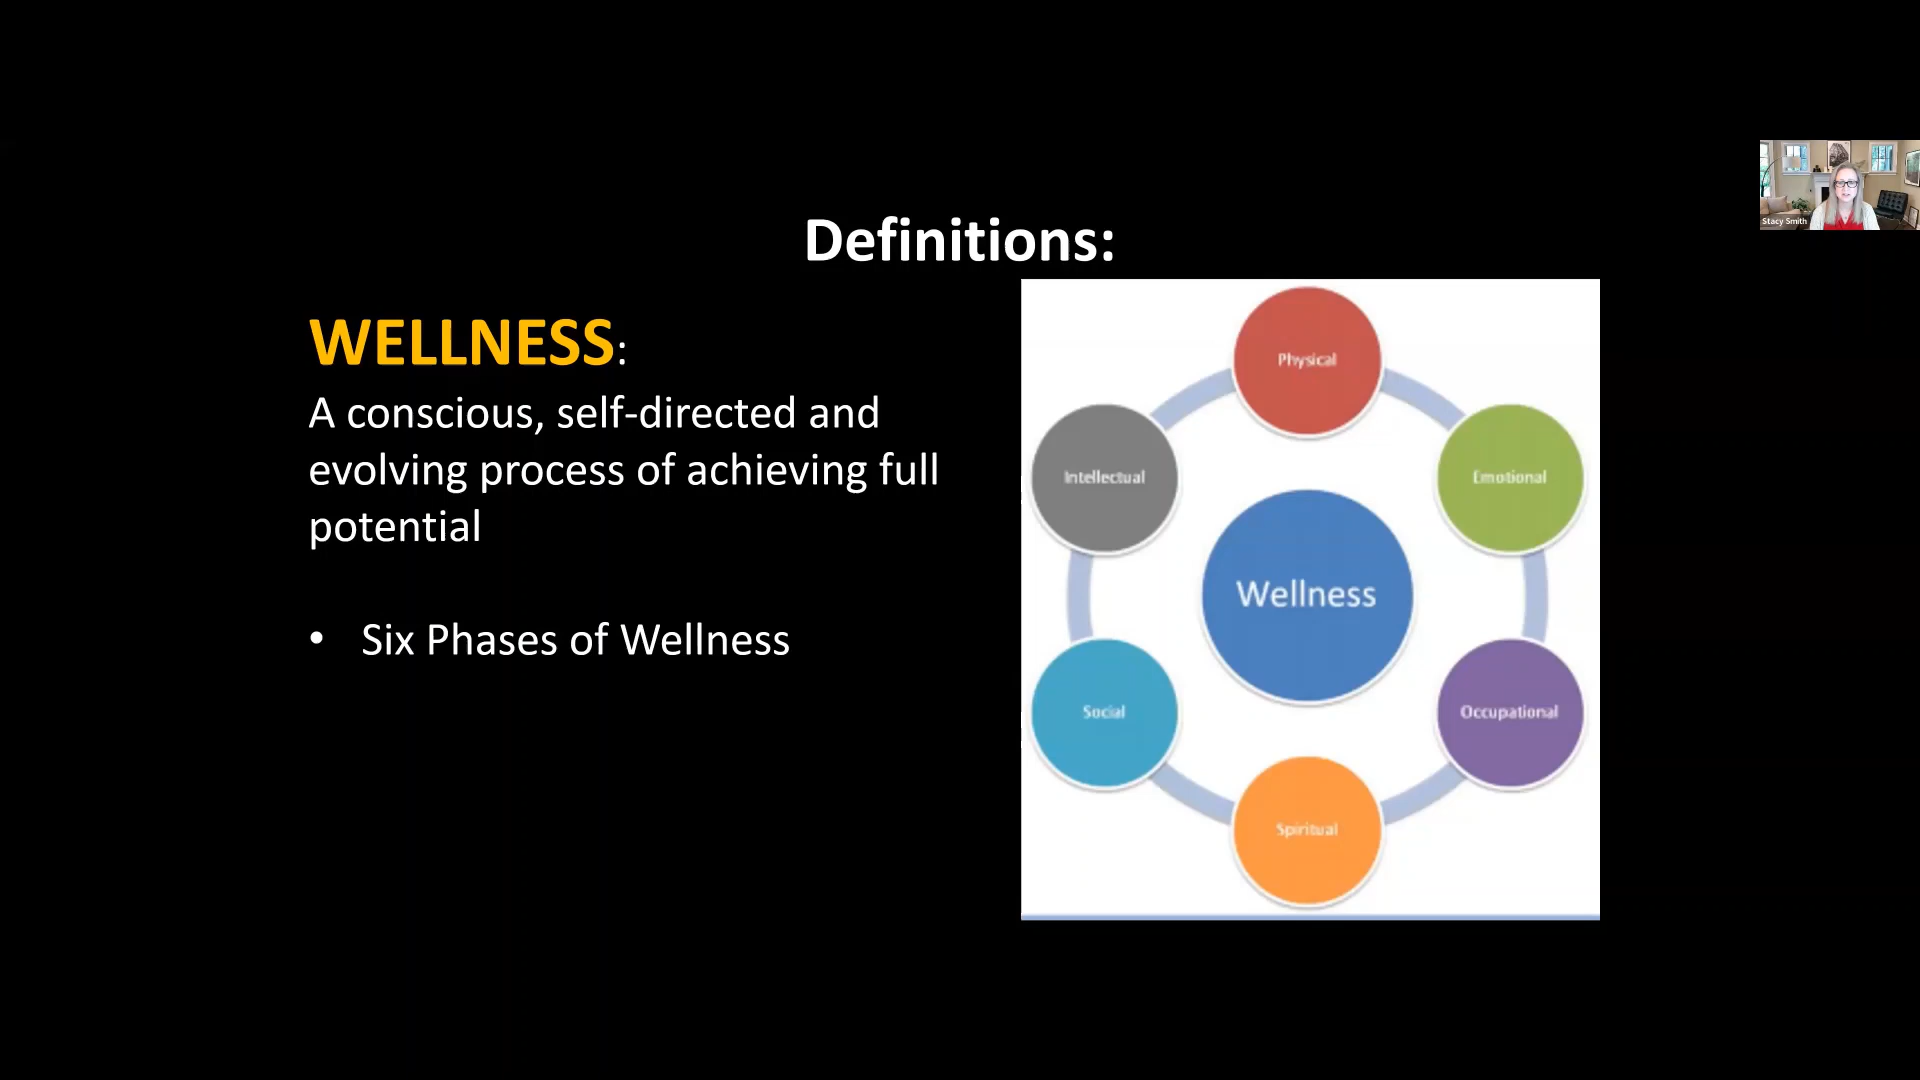 Definitions:
WELLNESS:
A conscious, self-directed and
evolving process of achieving full
potential
• Six Phases of Wellness
Physical
Emotional
Occupational
Spiritual
Social
Intellectual
Wellness
Stacy Smith